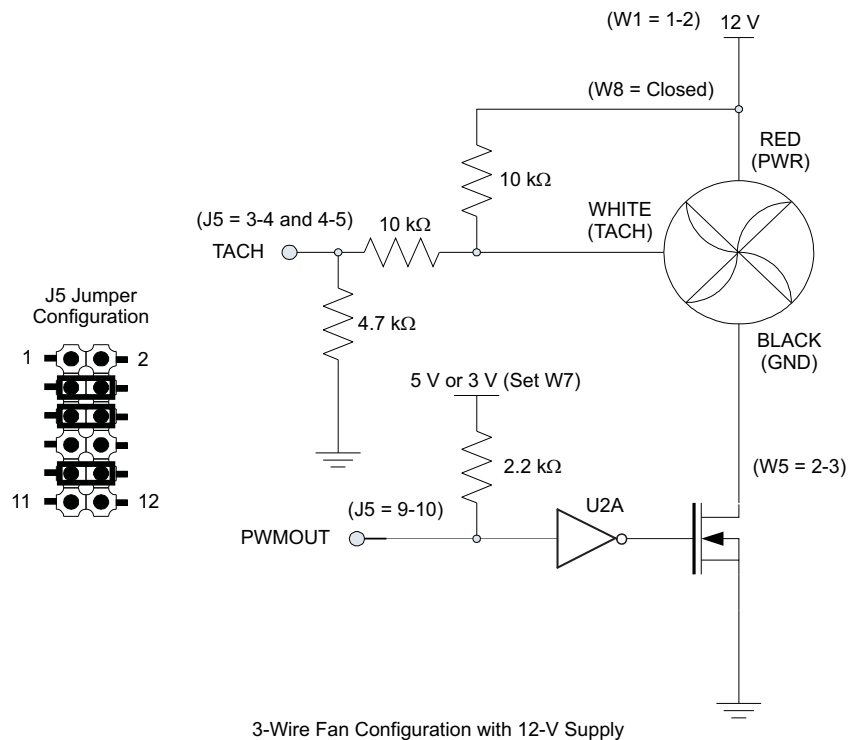 (W1 = 1-2) 12 V
(W8 = Closed)
RED
(PWR)
10 kΩ
WHITE
(TACH)
(J5 = 3-4 and 4-5)
10 kΩ
TACH
J5 Jumper
Configuration
4.7 kΩ
1
2
BLACK
(GND)
5 V or 3 V (Set W7)
2.2 kΩ
(W5 = 2-3)
11
12
(J5 = 9-10)
U2A
PWMOUT
3-Wire Fan Configuration with 12-V Supply